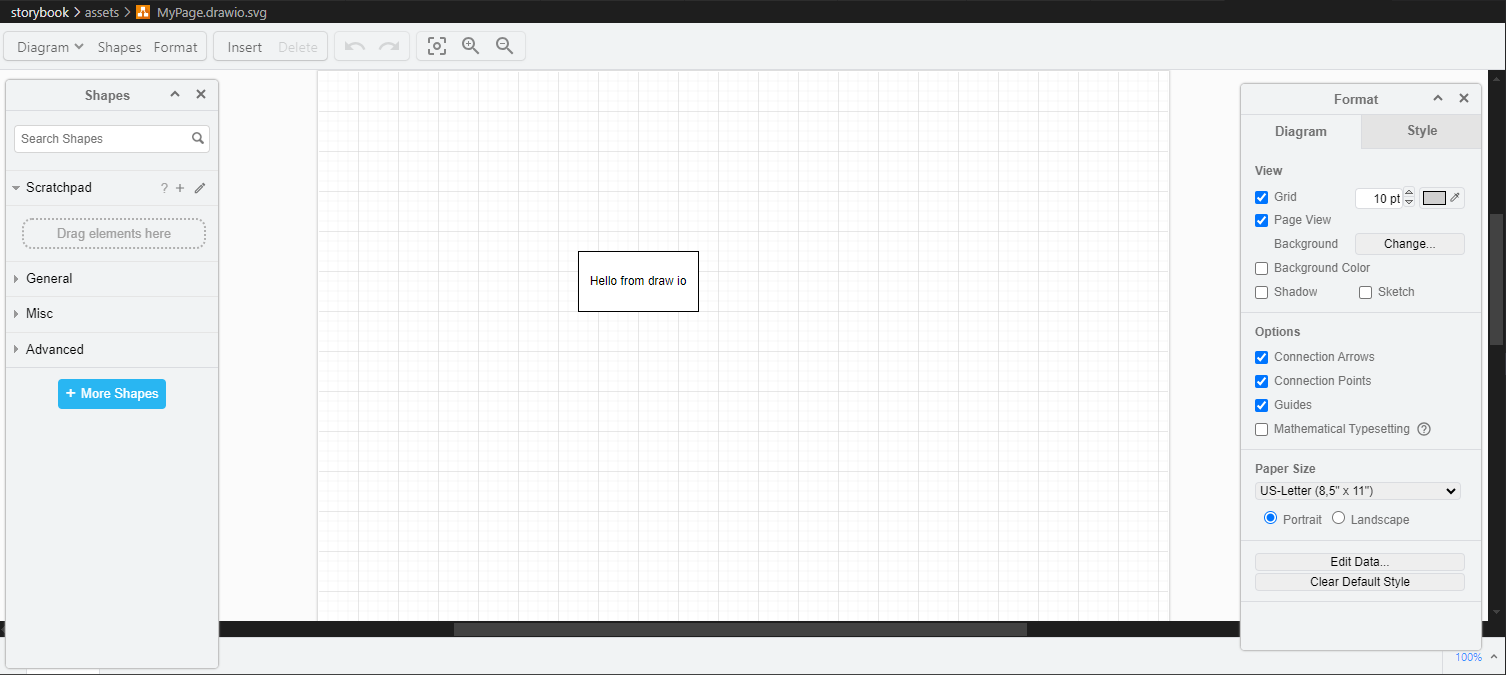 storybook > assets > MyPage.drawio.svg
Diagram Shapes Format Insert Delete
Shapes
Search Shapes
Scratchpad ? +
Drag elements here
General
Misc
Advanced
+ More Shapes
Hello from draw io
Format
Diagram Style
View
Grid 10 pt
Page View
Background Change...
Background Color
Shadow Sketch
Options
Connection Arrows
Connection Points
Guides
Mathematical Typesetting ?
Paper Size
US-Letter (8,5" x 11")
Portrait Landscape
Edit Data...
Clear Default Style
100%